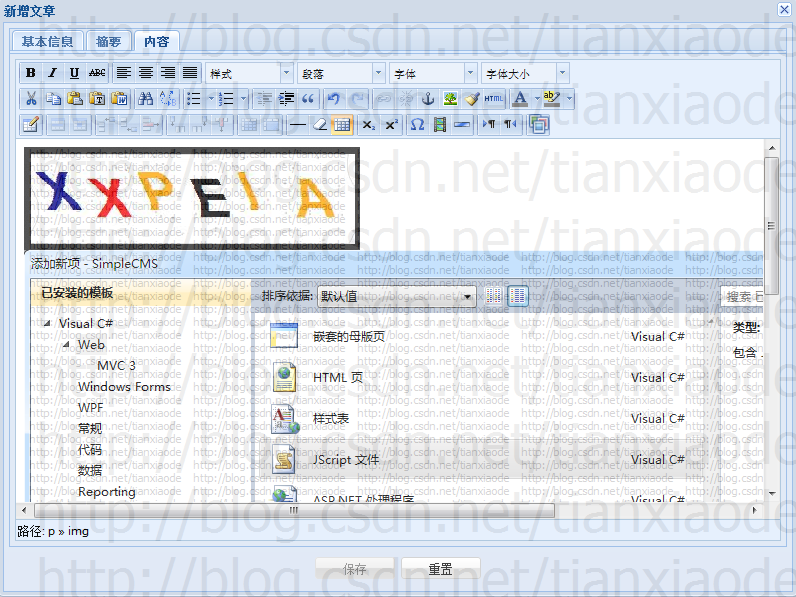 新增文章
基本信息 摘要 内容
B I U ABC 样式 段落 字体 字体大小
HTML A ab
x₂ x² Ω
XXPEIA
添加新项 - SimpleCMS
已安装的模板 排序依据: 默认值 搜索 已
Visual C# 类型:
Web 嵌套的母版页 Visual C# 包含
MVC 3 HTML 页 Visual C#
Windows Forms
WPF 样式表 Visual C#
常规
代码 JScript 文件 Visual C#
数据
Reporting ASP.NET 处理程序 Visual C#
路径: p » img
保存 重置
http://blog.csdn.net/tianxiaode